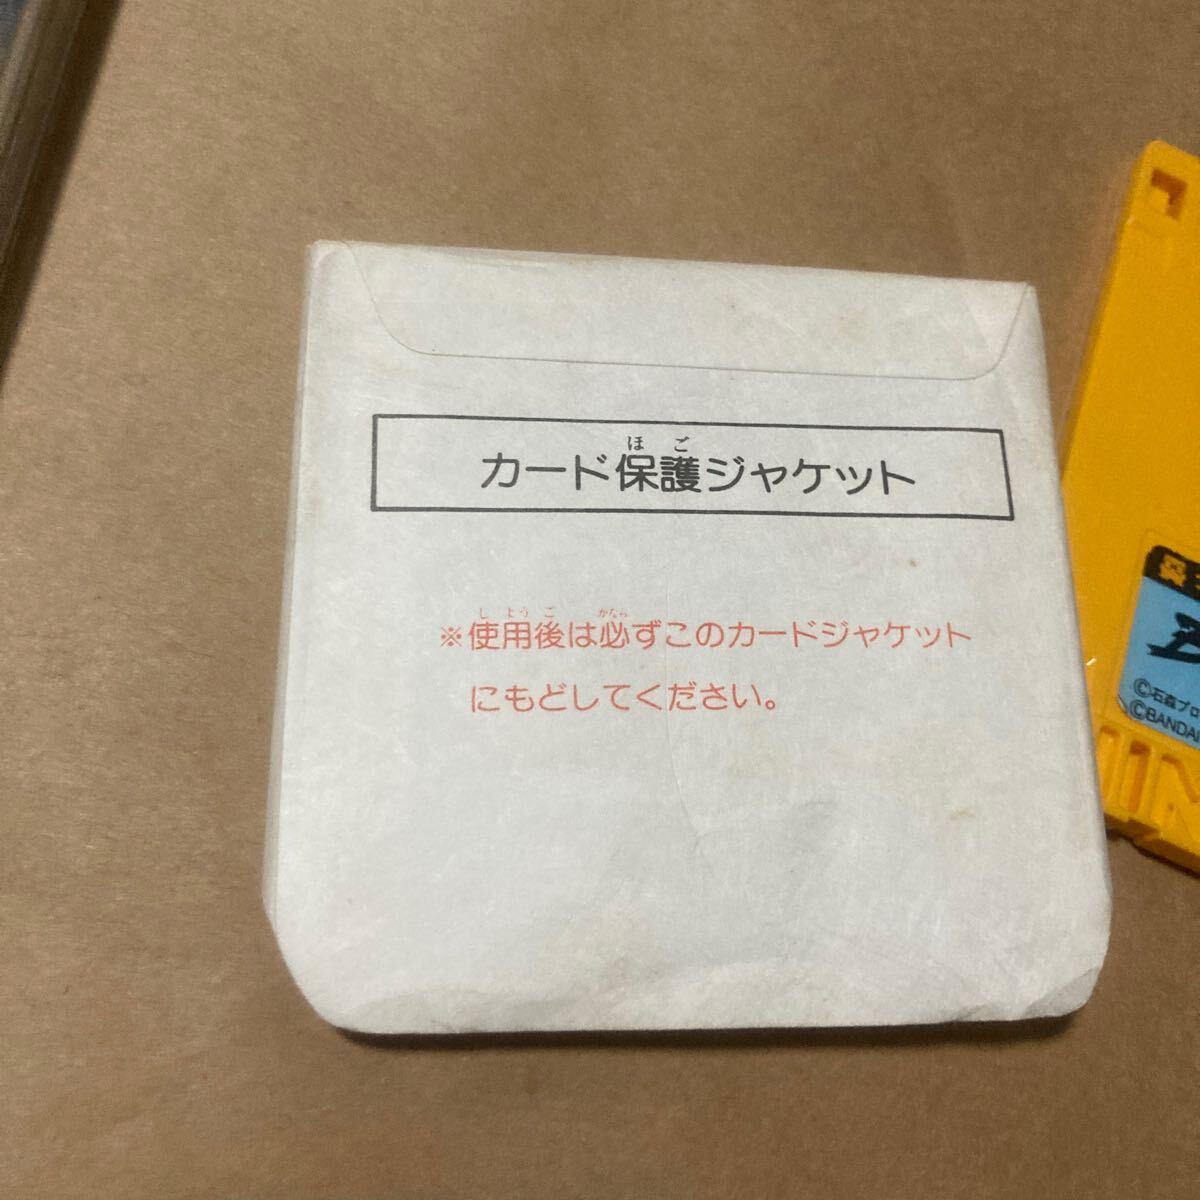 ほご
カード保護ジャケット
しようご かなら
※使用後は必ずこのカードジャケット
にもどしてください。
©石森プロ
©BANDAI